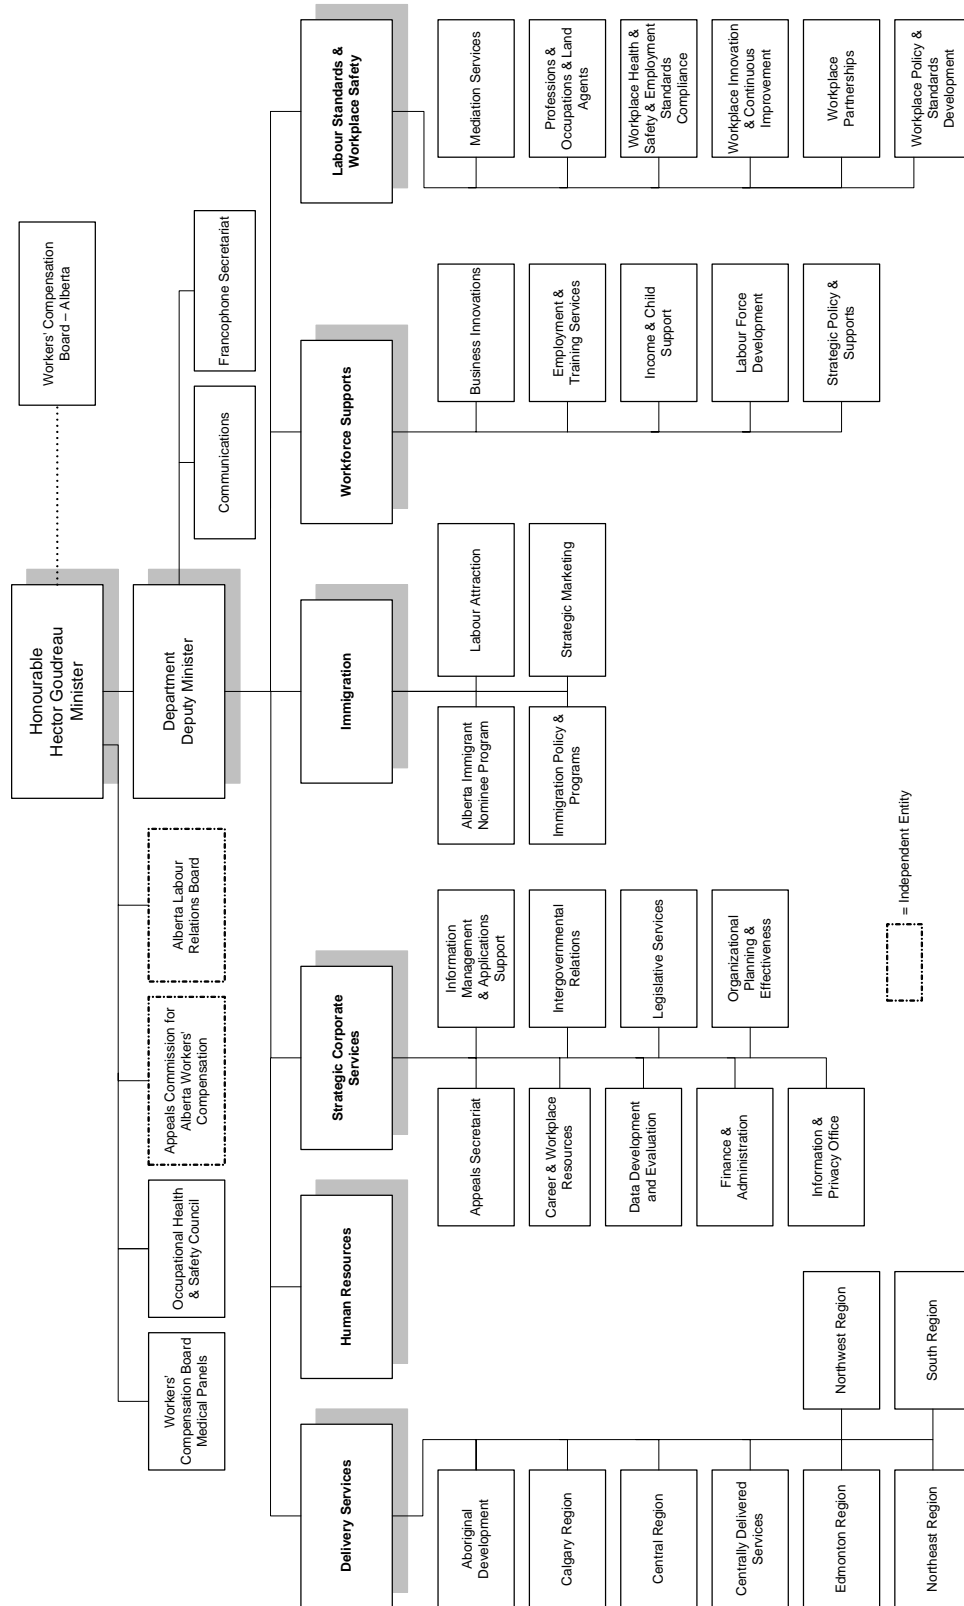 Honourable
Hector Goudreau
Minister
Workers' Compensation
Board – Alberta
Department
Deputy Minister
Workers'
Compensation Board
Medical Panels
Occupational Health
& Safety Council
Appeals Commission for
Alberta Workers'
Compensation
Alberta Labour
Relations Board
Communications
Francophone Secretariat
Delivery Services
Human Resources
Strategic Corporate
Services
Immigration
Workforce Supports
Labour Standards &
Workplace Safety
Aboriginal
Development
Calgary Region
Central Region
Centrally Delivered
Services
Edmonton Region
Northwest Region
Northeast Region
South Region
Appeals Secretariat
Information
Management
& Applications
Support
Career & Workplace
Resources
Intergovernmental
Relations
Data Development
and Evaluation
Legislative Services
Finance &
Administration
Organizational
Planning &
Effectiveness
Information &
Privacy Office
Alberta Immigrant
Nominee Program
Labour Attraction
Immigration Policy &
Programs
Strategic Marketing
Business Innovations
Employment &
Training Services
Income & Child
Support
Labour Force
Development
Strategic Policy &
Supports
Mediation Services
Professions &
Occupations & Land
Agents
Workplace Health &
Safety & Employment
Standards
Compliance
Workplace Innovation
& Continuous
Improvement
Workplace
Partnerships
Workplace Policy &
Standards
Development
= Independent Entity